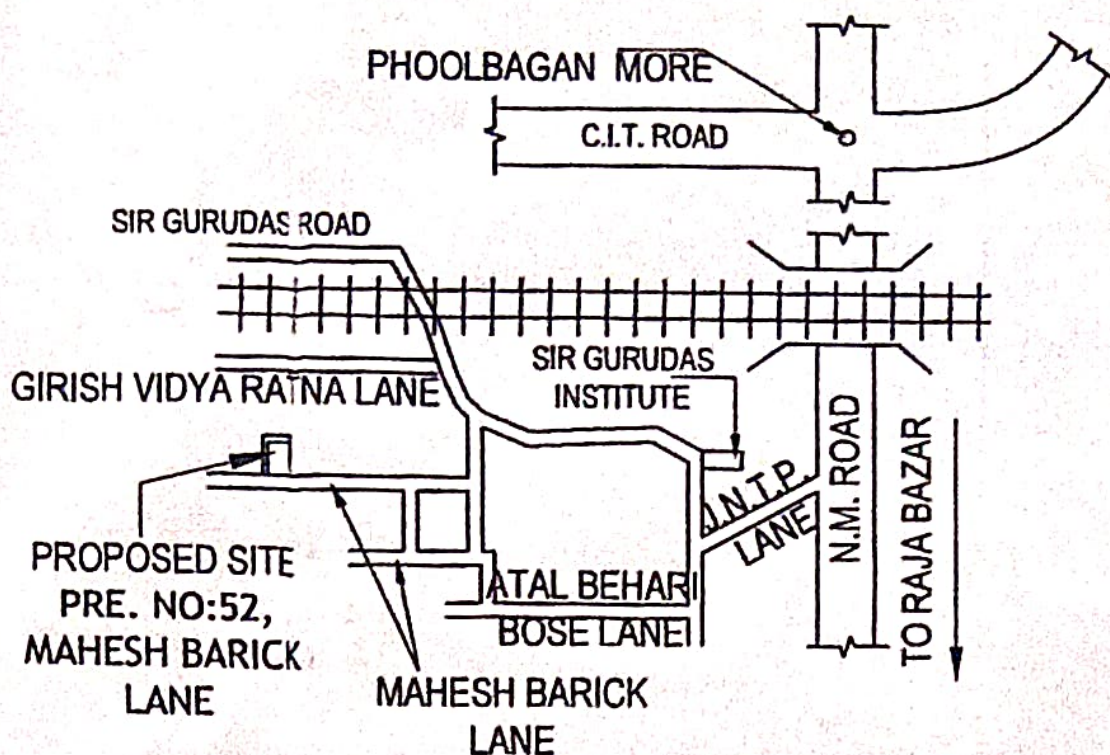 PHOOLBAGAN MORE
C.I.T. ROAD
SIR GURUDAS ROAD
SIR GURUDAS
INSTITUTE
GIRISH VIDYA RATNA LANE
J.N.T.P.
LANE
N.M. ROAD
TO RAJA BAZAR
PROPOSED SITE
PRE. NO:52,
MAHESH BARICK
LANE
ATAL BEHARI
BOSE LANE
MAHESH BARICK
LANE